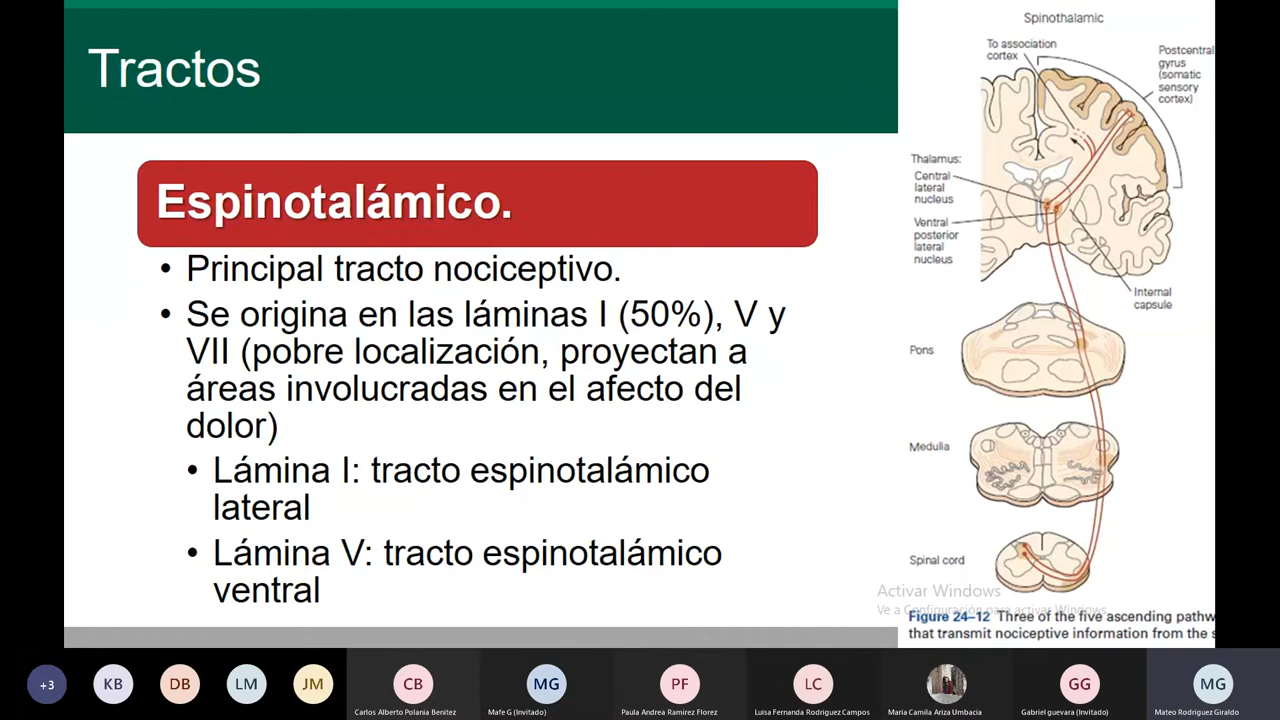 Tractos
Espinotalámico.
• Principal tracto nociceptivo.
• Se origina en las láminas I (50%), V y
VII (pobre localización, proyectan a
áreas involucradas en el afecto del
dolor)
• Lámina I: tracto espinotalámico
lateral
• Lámina V: tracto espinotalámico
ventral
Spinothalamic
To association
cortex
Postcentral
gyrus
(somatic
sensory
cortex)
Thalamus:
Central
lateral
nucleus
Ventral
posterior
lateral
nucleus
Internal
capsule
Pons
Medulla
Spinal cord
Activar Windows
Ve a Configuración para activar Windows.
Figure 24–12 Three of the five ascending pathw
that transmit nociceptive information from the s
+3
KB
DB
LM
JM
CB
Carlos Alberto Polania Benitez
MG
Mafe G (Invitado)
PF
Paula Andrea Ramirez Florez
LC
Luisa Fernanda Rodriguez Campos
Maria Camila Ariza Umbacia
GG
Gabriel guevara (Invitado)
MG
Mateo Rodriguez Giraldo